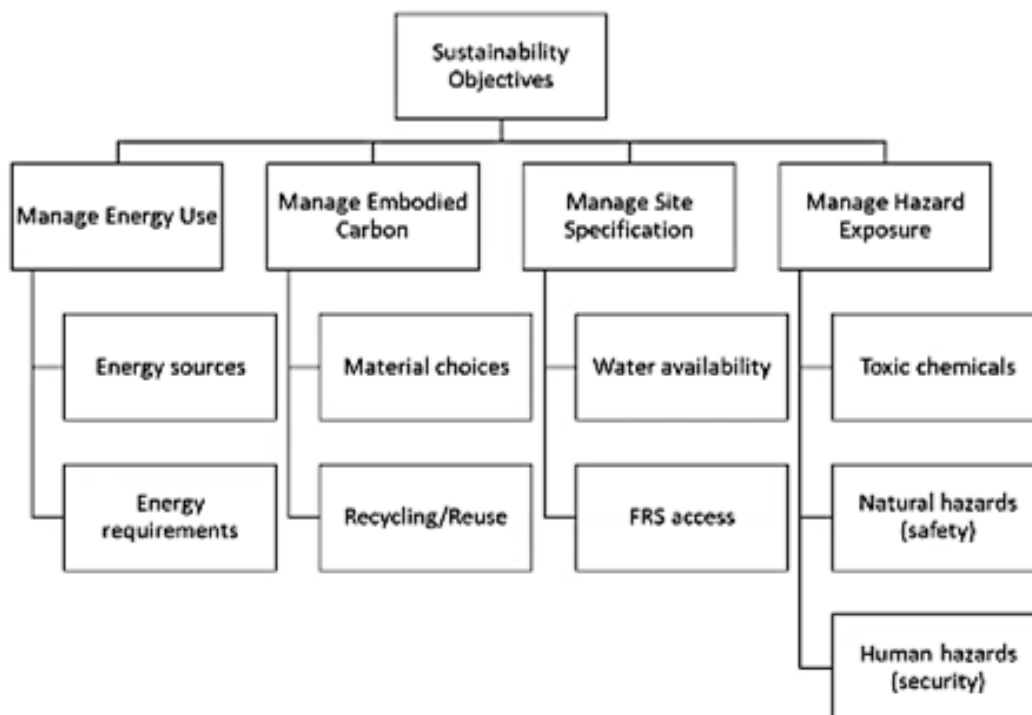 Sustainability
Objectives
Manage Energy Use
Manage Embodied
Carbon
Manage Site
Specification
Manage Hazard
Exposure
Energy sources
Material choices
Water availability
Toxic chemicals
Energy
requirements
Recycling/Reuse
FRS access
Natural hazards
(safety)
Human hazards
(security)